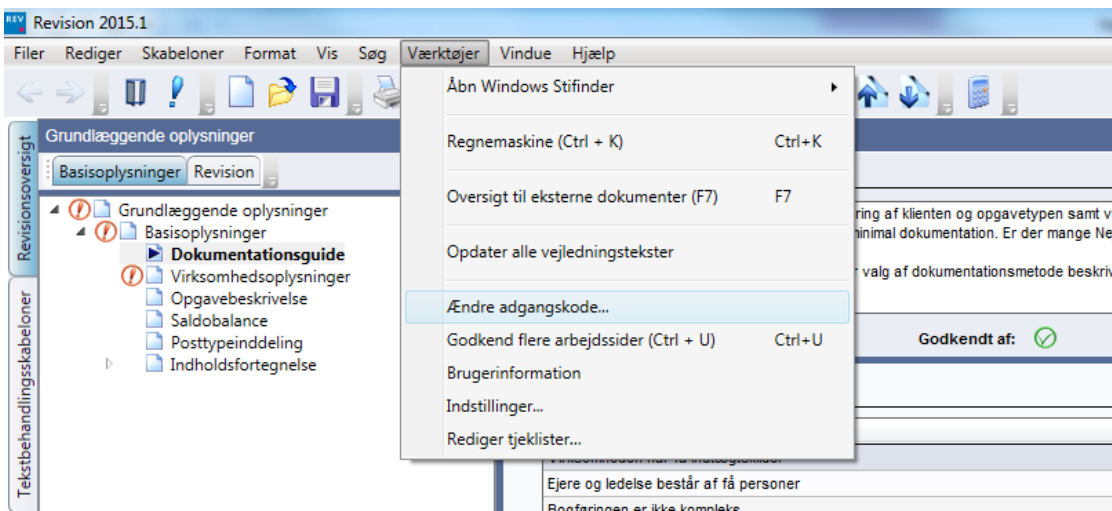 REV Revision 2015.1
Filer Rediger Skabeloner Format Vis Søg Værktøjer Vindue Hjælp
Åbn Windows Stifinder
Regnemaskine (Ctrl + K) Ctrl+K
Oversigt til eksterne dokumenter (F7) F7
Opdater alle vejledningstekster
Ændre adgangskode...
Godkend flere arbejdssider (Ctrl + U) Ctrl+U
Brugerinformation
Indstillinger...
Rediger tjeklister...
Revisionsoversigt
Tekstbehandlingsskabeloner
Grundlæggende oplysninger
Basisoplysninger Revision
Grundlæggende oplysninger
Basisoplysninger
Dokumentationsguide
Virksomhedsoplysninger
Opgavebeskrivelse
Saldobalance
Posttypeinddeling
Indholdsfortegnelse
ring af klienten og opgavetypen samt v
minimal dokumentation. Er der mange Ne
valg af dokumentationsmetode beskriv
Godkendt af:
Ejere og ledelse består af få personer
Bogføringen er ikke kompleks